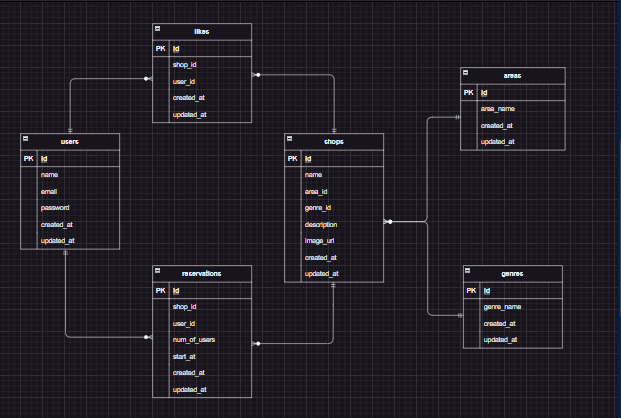 likes
PK id
shop_id
user_id
created_at
updated_at
areas
PK id
area_name
created_at
updated_at
users
PK id
name
email
password
created_at
updated_at
shops
PK id
name
area_id
genre_id
description
image_url
created_at
updated_at
reservations
PK id
shop_id
user_id
num_of_users
start_at
created_at
updated_at
genres
PK id
genre_name
created_at
updated_at